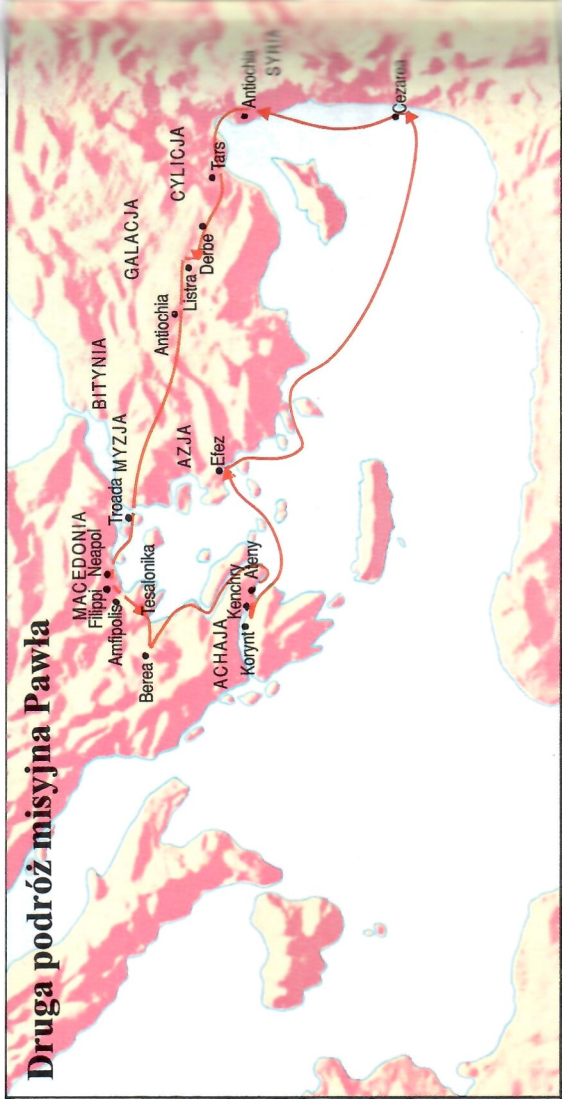 Druga podróż misyjna Pawła
MACEDONIA
Filippi Neapol
Amfipolis
Tesalonika
Berea
Troada
MYZJA
BITYNIA
GALACJA
CYLICJA
SYRIA
AZJA
Efez
Antiochia
Listra
Derbe
Tars
Antiochia
ACHAJA
Kenchry
Korynt
Ateny
Cezarea